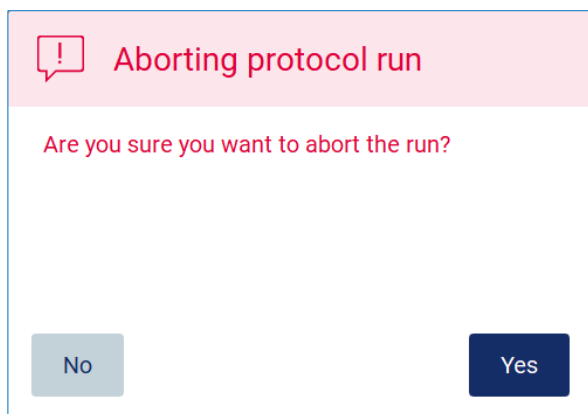 Aborting protocol run
Are you sure you want to abort the run?
No
Yes